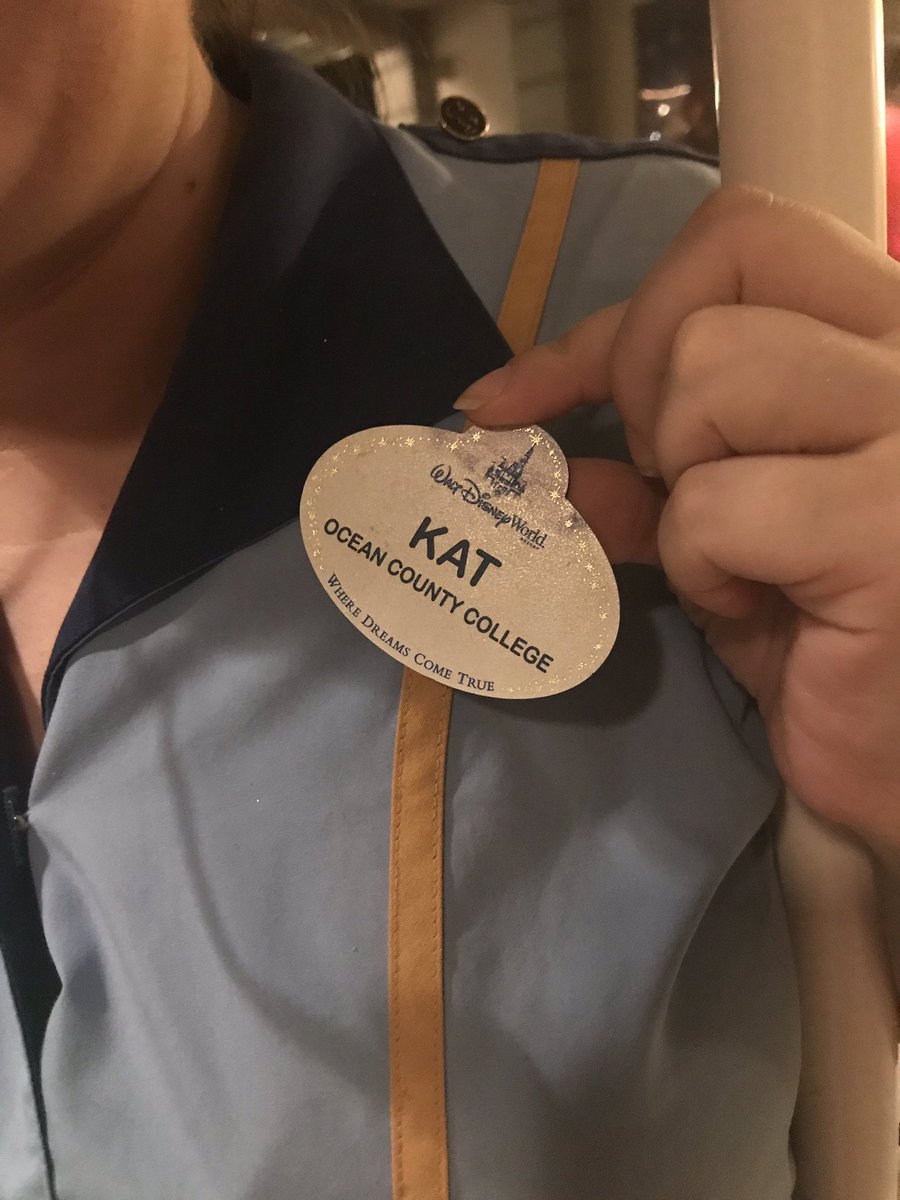 Walt Disney World
KAT
OCEAN COUNTY COLLEGE
WHERE DREAMS COME TRUE